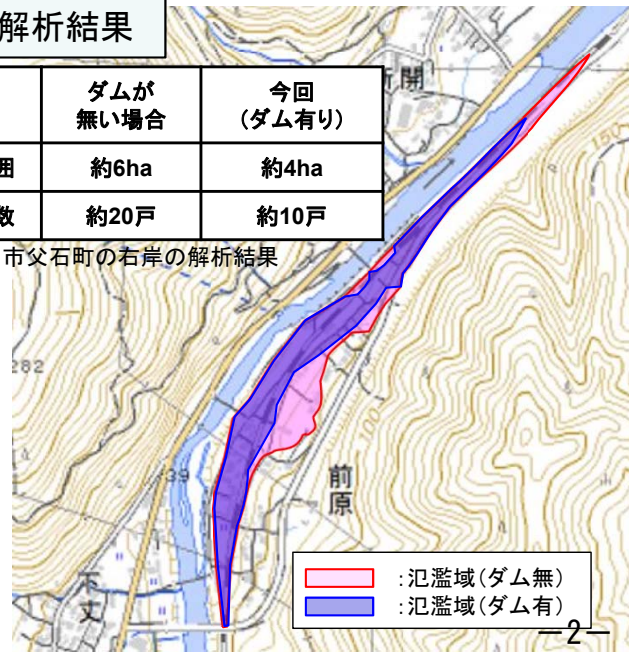 解析結果
ダムが
無い場合
今回
(ダム有り)
囲
約6ha
約4ha
数
約20戸
約10戸
市父石町の右岸の解析結果
開
150
282
100
39
前
原
丈
:氾濫域(ダム無)
:氾濫域(ダム有)
—2—